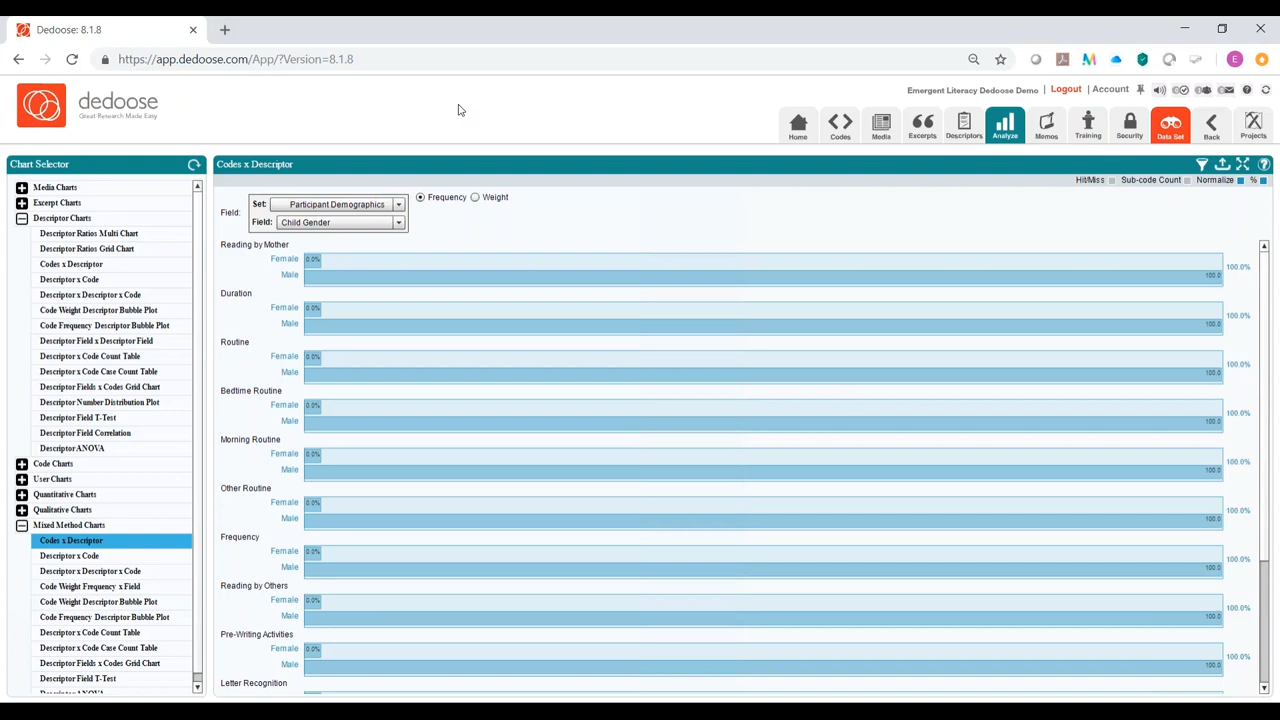 Dedoose: 8.1.8
https://app.dedoose.com/App/?Version=8.1.8
E
dedoose
Great Research Made Easy
Emergent Literacy Dedoose Demo | Logout | Account
Home
Codes
Media
Excerpts
Descriptors
Analyze
Memos
Training
Security
Data Set
Back
Projects
Chart Selector
Media Charts
Excerpt Charts
Descriptor Charts
Descriptor Ratios Multi Chart
Descriptor Ratios Grid Chart
Codes x Descriptor
Descriptor x Code
Descriptor x Descriptor x Code
Code Weight Descriptor Bubble Plot
Code Frequency Descriptor Bubble Plot
Descriptor Field x Descriptor Field
Descriptor x Code Count Table
Descriptor x Code Case Count Table
Descriptor Fields x Codes Grid Chart
Descriptor Number Distribution Plot
Descriptor Field T-Test
Descriptor Field Correlation
Descriptor ANOVA
Code Charts
User Charts
Quantitative Charts
Qualitative Charts
Mixed Method Charts
Codes x Descriptor
Descriptor x Code
Descriptor x Descriptor x Code
Code Weight Frequency x Field
Code Weight Descriptor Bubble Plot
Code Frequency Descriptor Bubble Plot
Descriptor x Code Count Table
Descriptor x Code Case Count Table
Descriptor Fields x Codes Grid Chart
Descriptor Field T-Test
Descriptor ANOVA
Codes x Descriptor
Hit/Miss Sub-code Count Normalize %
Field:
Set: Participant Demographics
Field: Child Gender
Frequency Weight
Reading by Mother
Female 0.0%
Male 100.0
100.0%
Duration
Female 0.0%
Male 100.0
100.0%
Routine
Female 0.0%
Male 100.0
100.0%
Bedtime Routine
Female 0.0%
Male 100.0
100.0%
Morning Routine
Female 0.0%
Male 100.0
100.0%
Other Routine
Female 0.0%
Male 100.0
100.0%
Frequency
Female 0.0%
Male 100.0
100.0%
Reading by Others
Female 0.0%
Male 100.0
100.0%
Pre-Writing Activities
Female 0.0%
Male 100.0
100.0%
Letter Recognition